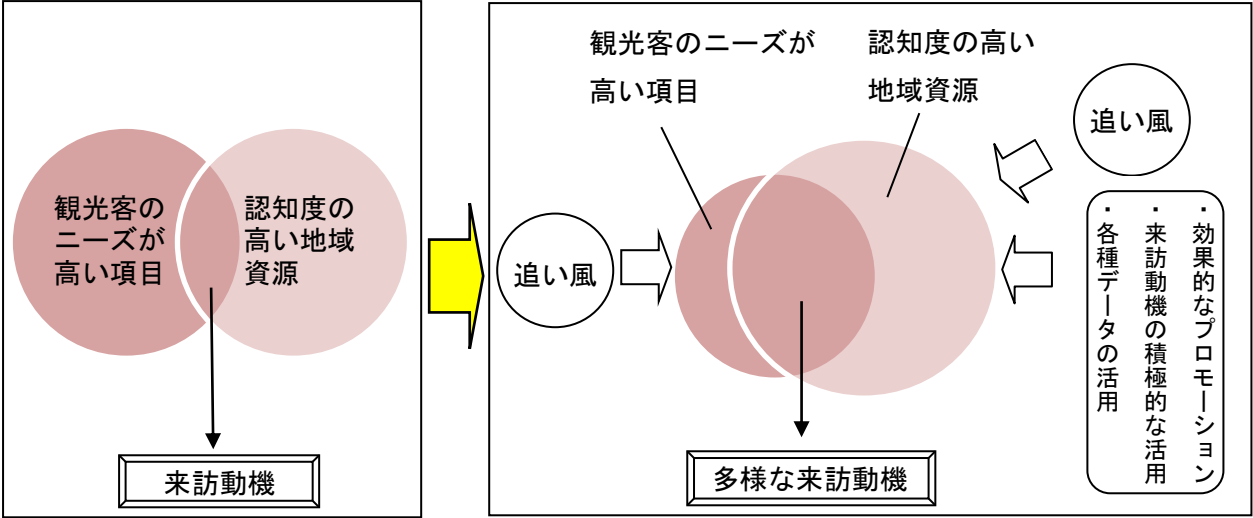 観光客の
ニーズが
高い項目
認知度の
高い地域
資源
来訪動機
観光客のニーズが
高い項目
認知度の高い
地域資源
追い風
追い風
・効果的なプロモーション
・来訪動機の積極的な活用
・各種データの活用
多様な来訪動機